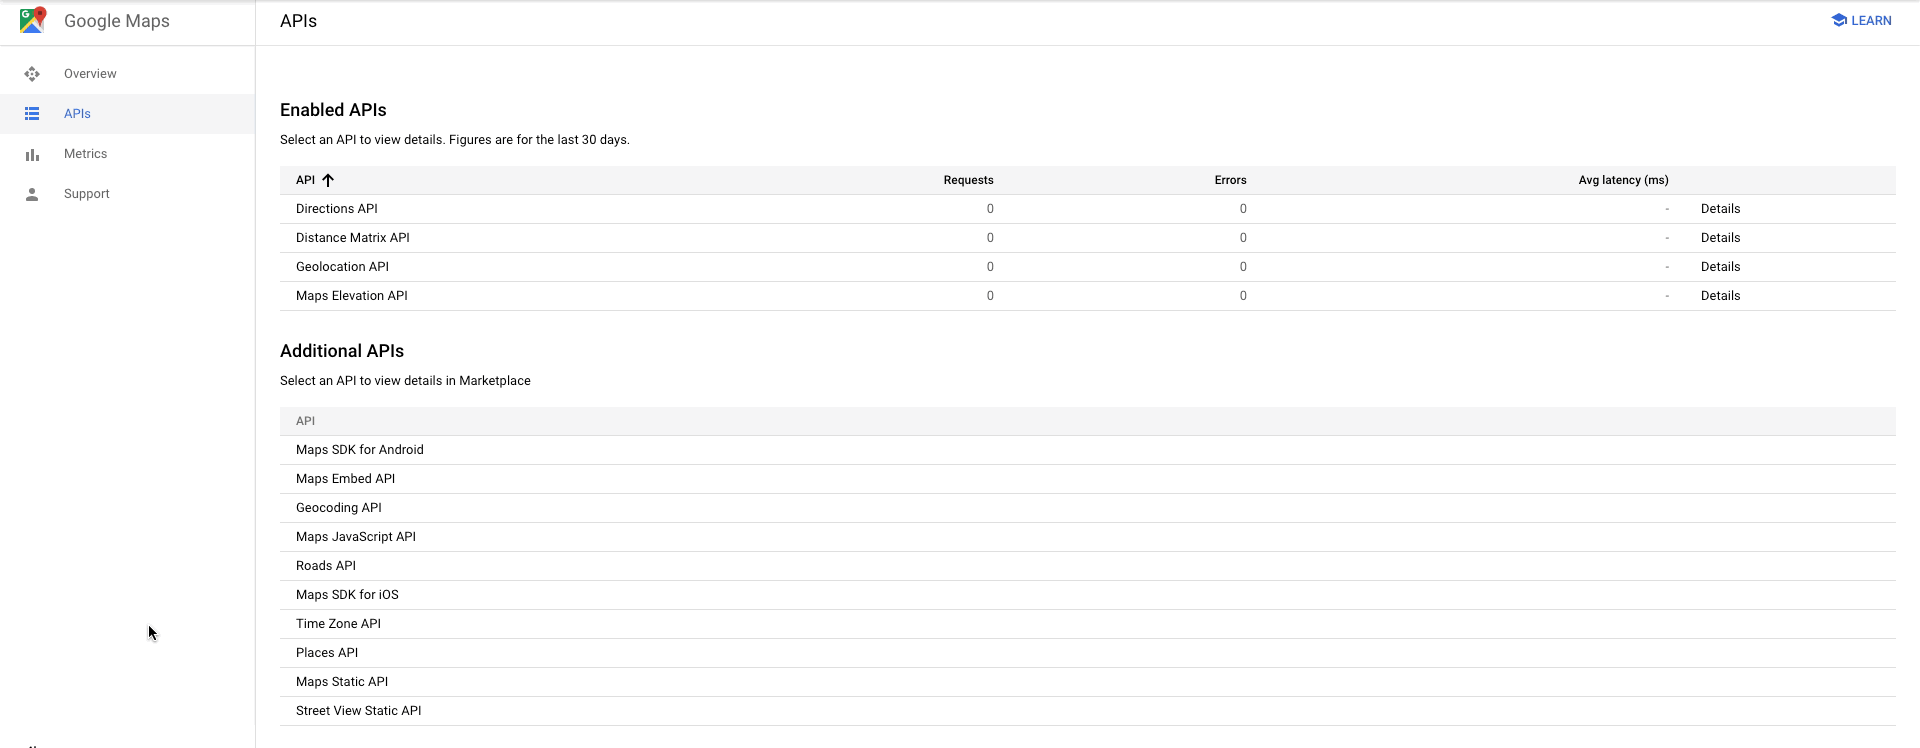 Google Maps
APIs
LEARN
Overview
APIs
Metrics
Support
Enabled APIs
Select an API to view details. Figures are for the last 30 days.
API Requests Errors Avg latency (ms)
Directions API 0 0 - Details
Distance Matrix API 0 0 - Details
Geolocation API 0 0 - Details
Maps Elevation API 0 0 - Details
Additional APIs
Select an API to view details in Marketplace
API
Maps SDK for Android
Maps Embed API
Geocoding API
Maps JavaScript API
Roads API
Maps SDK for iOS
Time Zone API
Places API
Maps Static API
Street View Static API